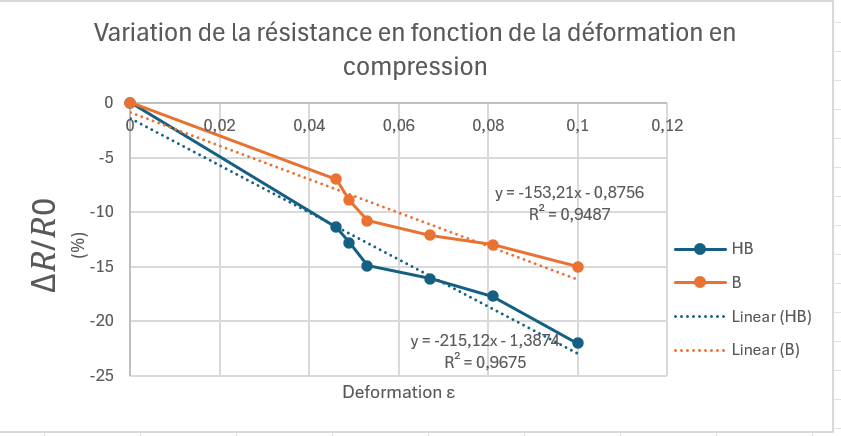 Variation de la résistance en fonction de la déformation en
compression
0
0 0,02 0,04 0,06 0,08 0,1 0,12
-5
-10
-15
-20
-25
ΔR/R0
(%)
y = -153,21x - 0,8756
R² = 0,9487
y = -215,12x - 1,3874
R² = 0,9675
Deformation ε
HB
B
Linear (HB)
Linear (B)